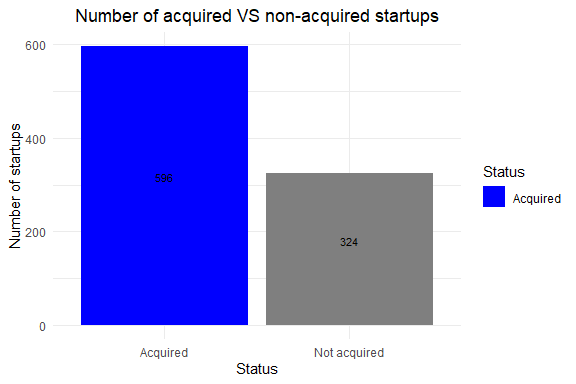 Number of acquired VS non-acquired startups
600
400
200
0
Number of startups
324
Acquired
Not acquired
Status
Status
Acquired